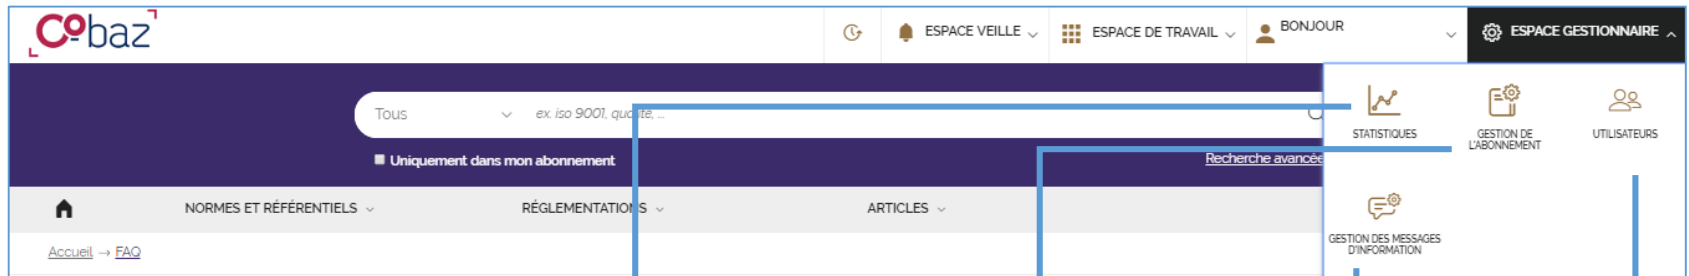 Cobaz
ESPACE VEILLE
ESPACE DE TRAVAIL
BONJOUR
ESPACE GESTIONNAIRE
Tous
ex. iso 9001, qualité, ...
Uniquement dans mon abonnement
Recherche avancée
STATISTIQUES
GESTION DE
L'ABONNEMENT
UTILISATEURS
NORMES ET RÉFÉRENTIELS
RÉGLEMENTATIONS
ARTICLES
GESTION DES MESSAGES
D'INFORMATION
Accueil → FAQ